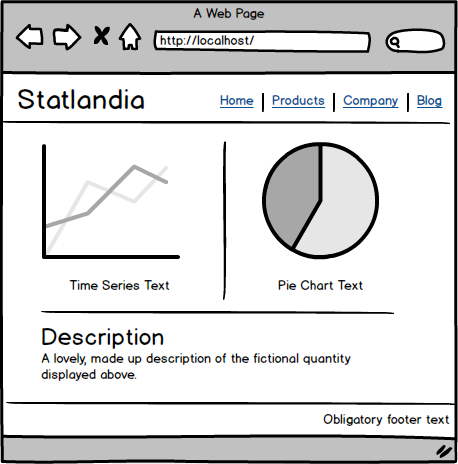 A Web Page
http://localhost/
Statlandia
Home | Products | Company | Blog
Time Series Text
Pie Chart Text
Description
A lovely, made up description of the fictional quantity
displayed above.
Obligatory footer text